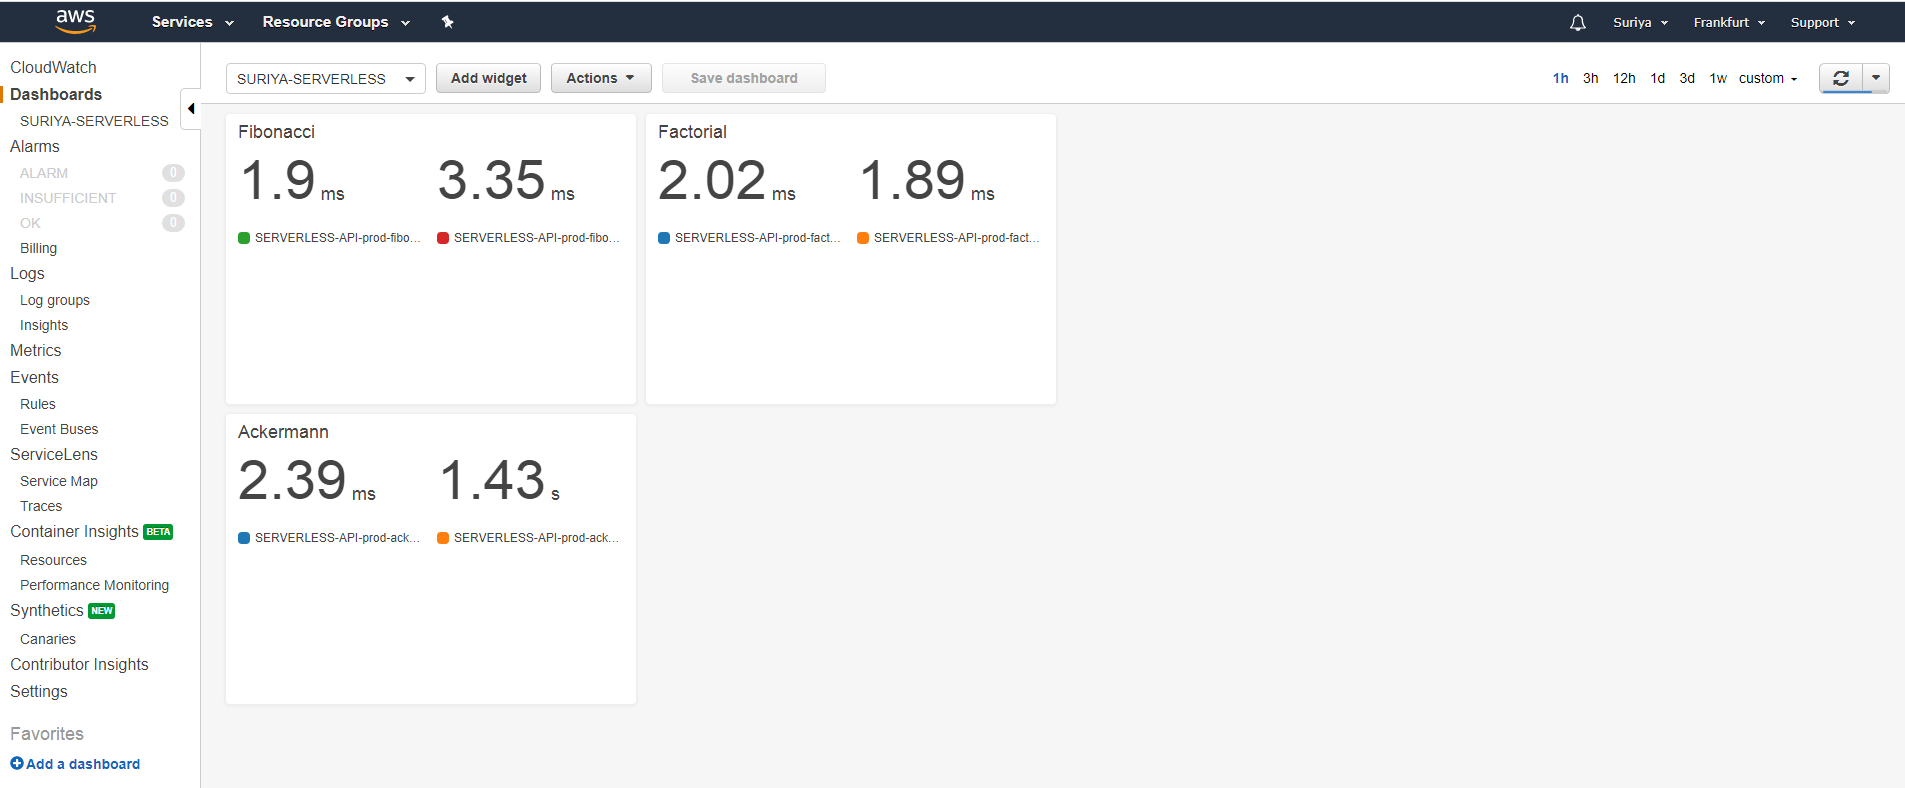 aws Services Resource Groups Suriya Frankfurt Support
CloudWatch
Dashboards
SURIYA-SERVERLESS
Alarms
ALARM 0
INSUFFICIENT 0
OK 0
Billing
Logs
Log groups
Insights
Metrics
Events
Rules
Event Buses
ServiceLens
Service Map
Traces
Container Insights BETA
Resources
Performance Monitoring
Synthetics NEW
Canaries
Contributor Insights
Settings
Favorites
Add a dashboard
SURIYA-SERVERLESS Add widget Actions Save dashboard 1h 3h 12h 1d 3d 1w custom
Fibonacci
1.9 ms 3.35 ms
SERVERLESS-API-prod-fibo... SERVERLESS-API-prod-fibo...
Factorial
2.02 ms 1.89 ms
SERVERLESS-API-prod-fact... SERVERLESS-API-prod-fact...
Ackermann
2.39 ms 1.43 s
SERVERLESS-API-prod-ack... SERVERLESS-API-prod-ack...